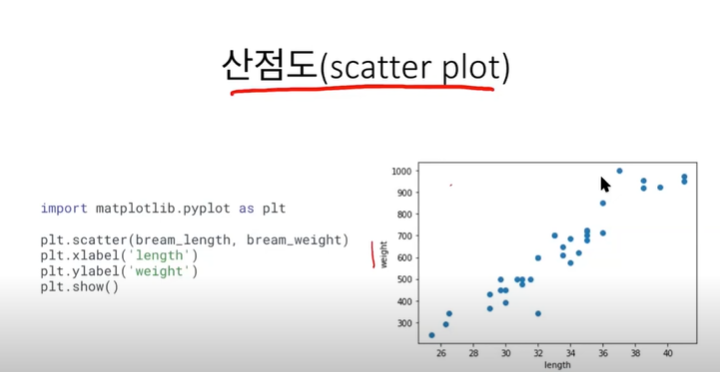 산점도(scatter plot)
import matplotlib.pyplot as plt
plt.scatter(bream_length, bream_weight)
plt.xlabel('length')
plt.ylabel('weight')
plt.show()
1000
900
800
700
600
500
400
300
weight
26 28 30 32 34 36 38 40
length